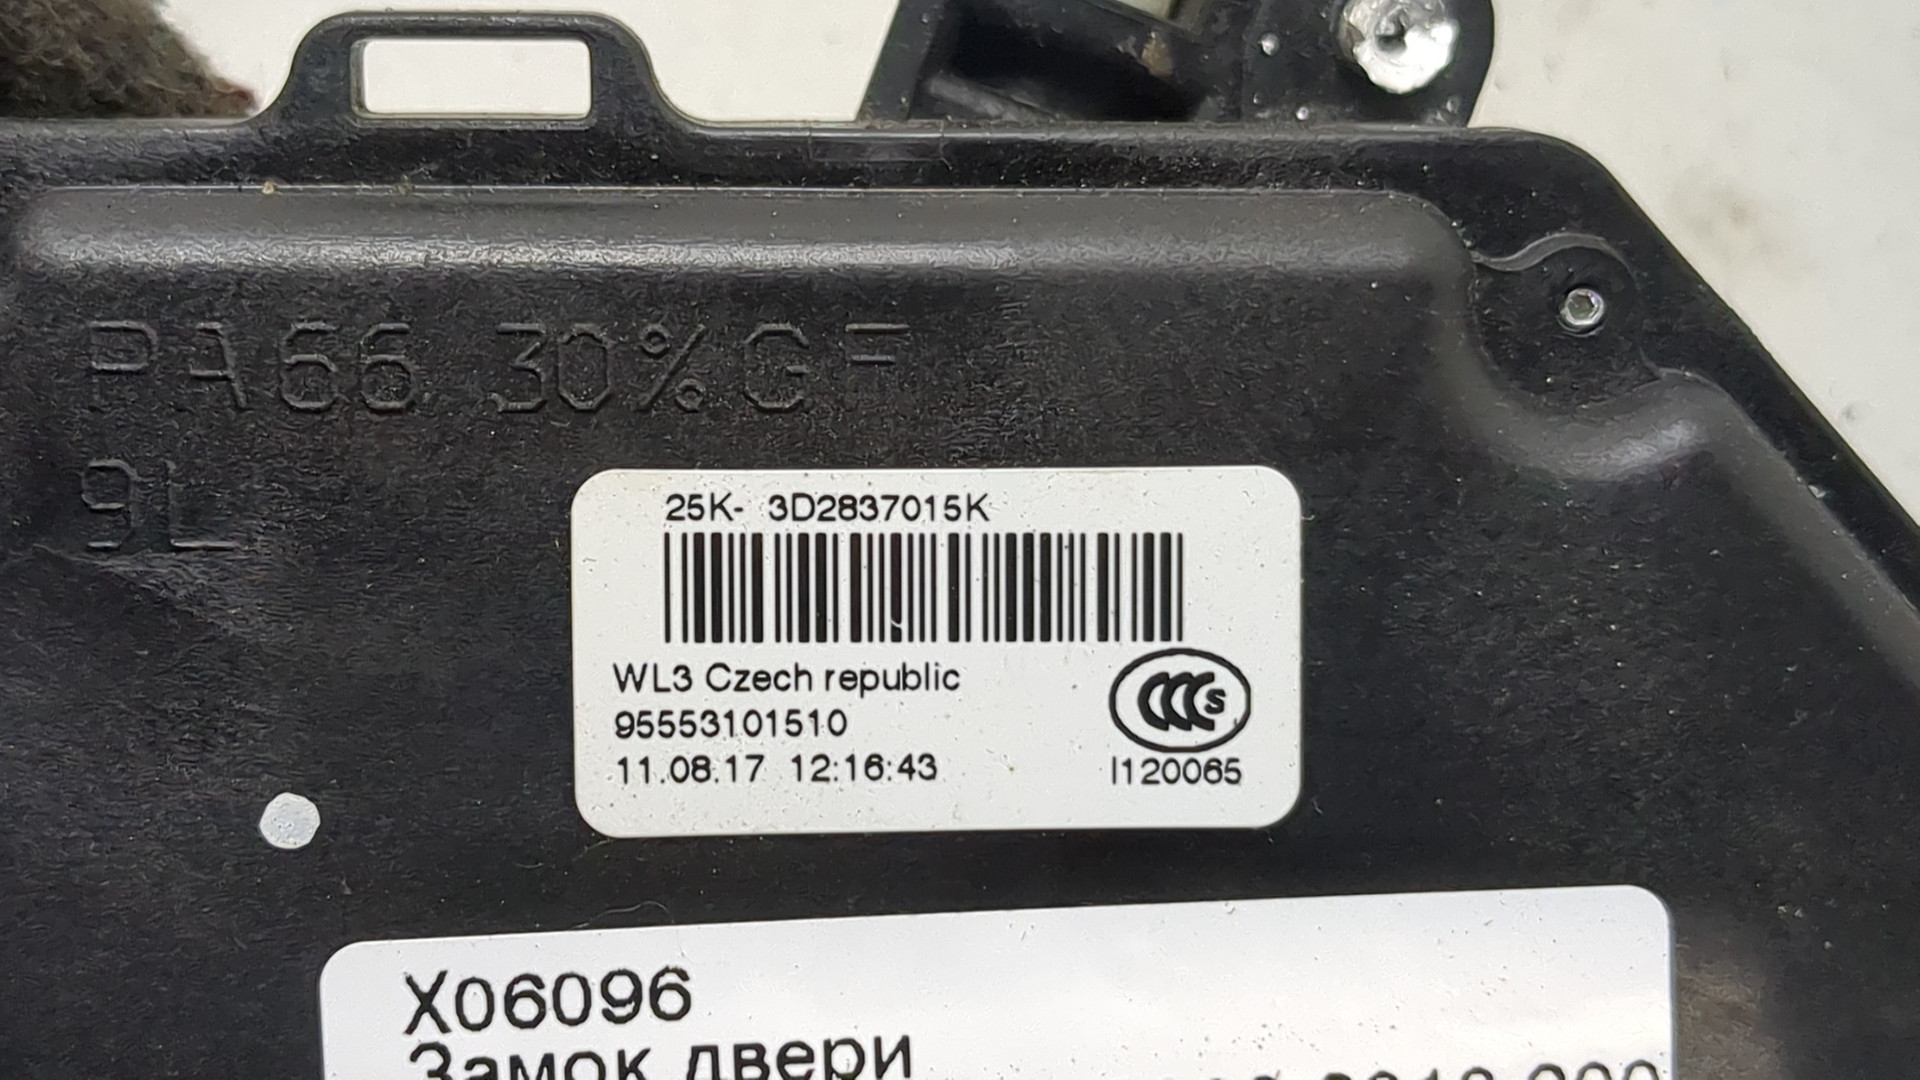 PA66 30%GF
9L
25K- 3D2837015K
WL3 Czech republic
95553101510
11.08.17 12:16:43
CCC S
I120065
X06096
Замок двери